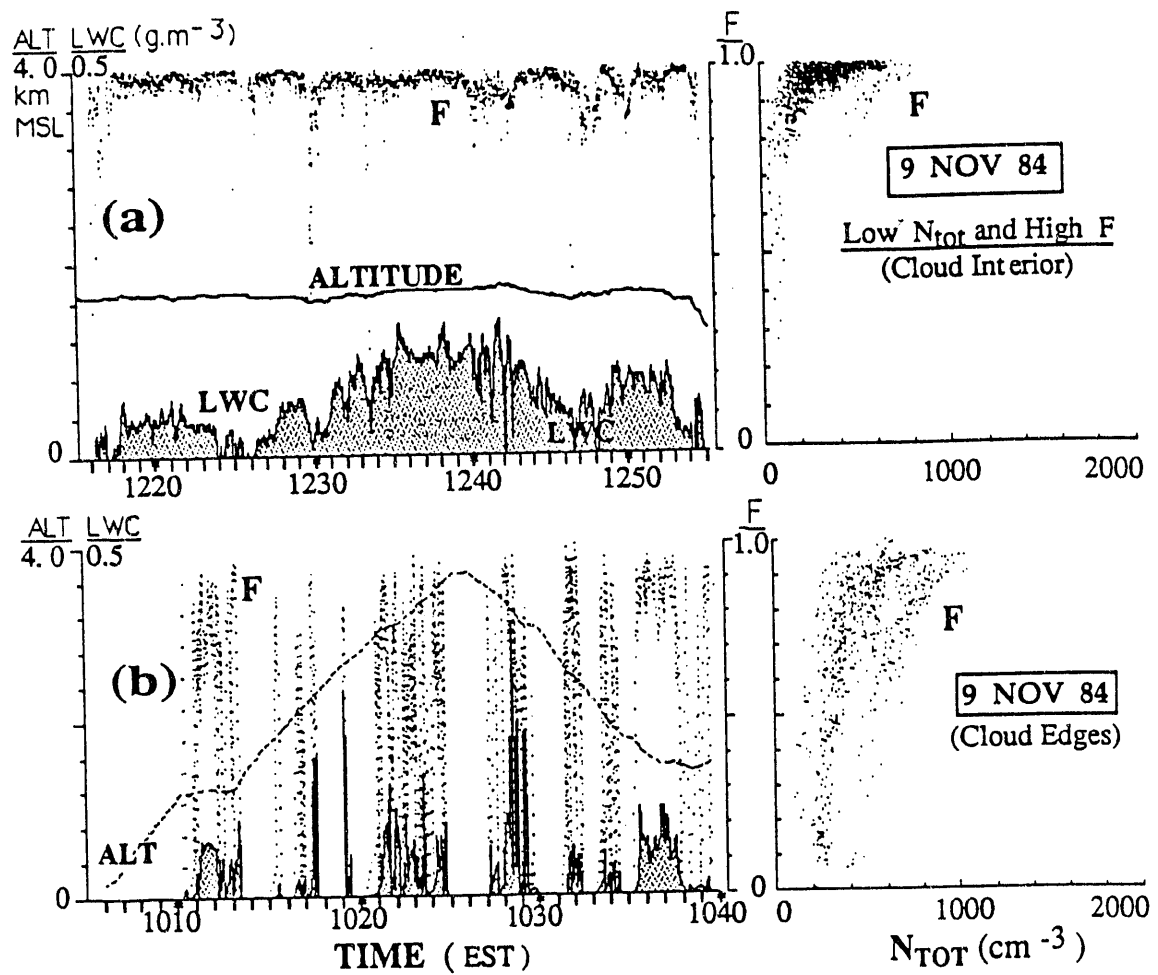 ALT LWC (g.m⁻³)
4.0 0.5
km
MSL
F
1.0
F
F
9 NOV 84
(a)
Low N_tot and High F
(Cloud Interior)
ALTITUDE
LWC
LWC
0
0
1220 1230 1240 1250
0 1000 2000
ALT LWC
4.0 0.5
F
1.0
F
F
(b)
9 NOV 84
(Cloud Edges)
ALT
0
0
1010 1020 1030 1040
0 1000 2000
TIME (EST)
N_TOT (cm⁻³)